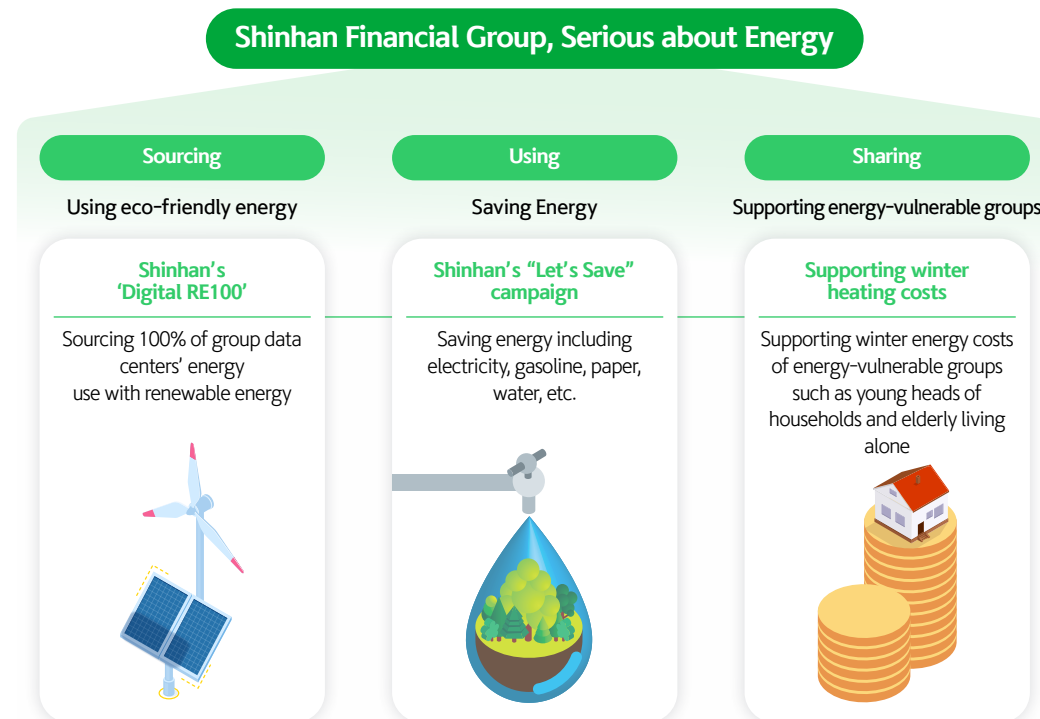 Shinhan Financial Group, Serious about Energy
Sourcing
Using eco-friendly energy
Shinhan's
'Digital RE100'
Sourcing 100% of group data
centers' energy
use with renewable energy
Using
Saving Energy
Shinhan's "Let's Save"
campaign
Saving energy including
electricity, gasoline, paper,
water, etc.
Sharing
Supporting energy-vulnerable groups
Supporting winter
heating costs
Supporting winter energy costs
of energy-vulnerable groups
such as young heads of
households and elderly living
alone